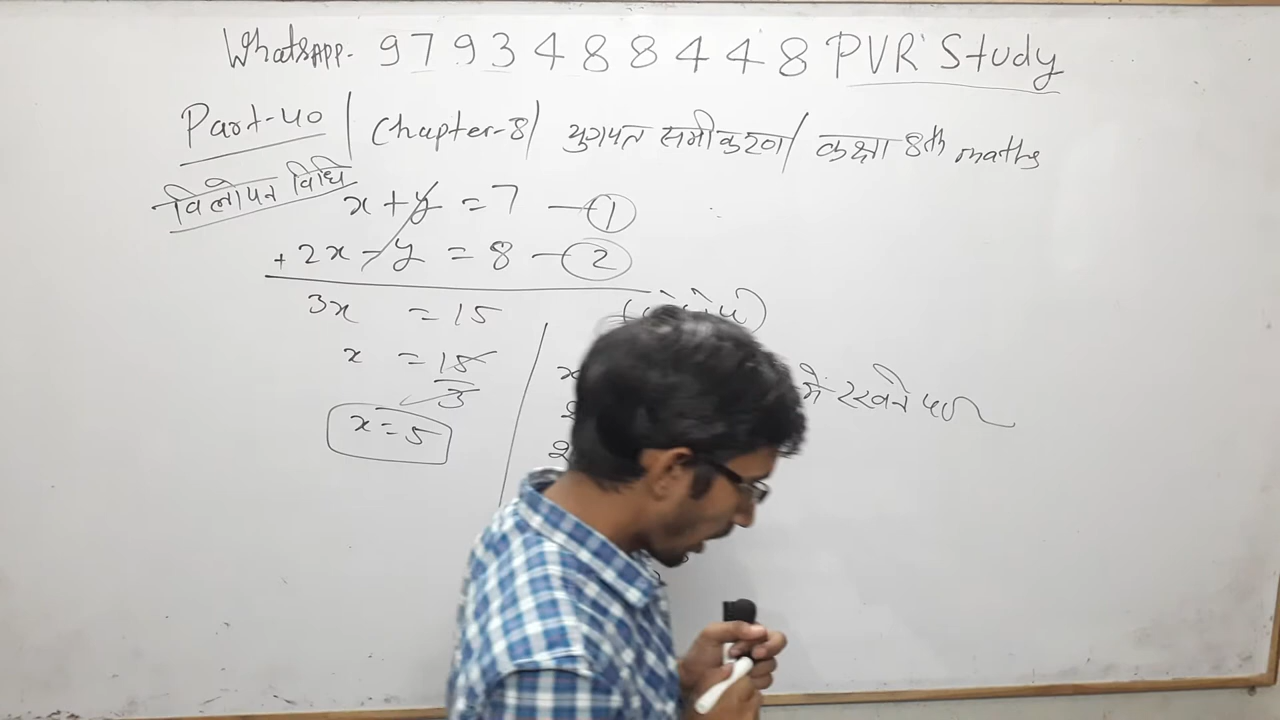 WhatsApp- 9793488448 PVR Study
Part-40 | Chapter-8 | युगपत समीकरण / कक्षा 8th maths
विलोपन विधि
x + y = 7 — 1
+ 2x - y = 8 — 2
3x = 15
x = 15
3
x = 5
में रखने पर